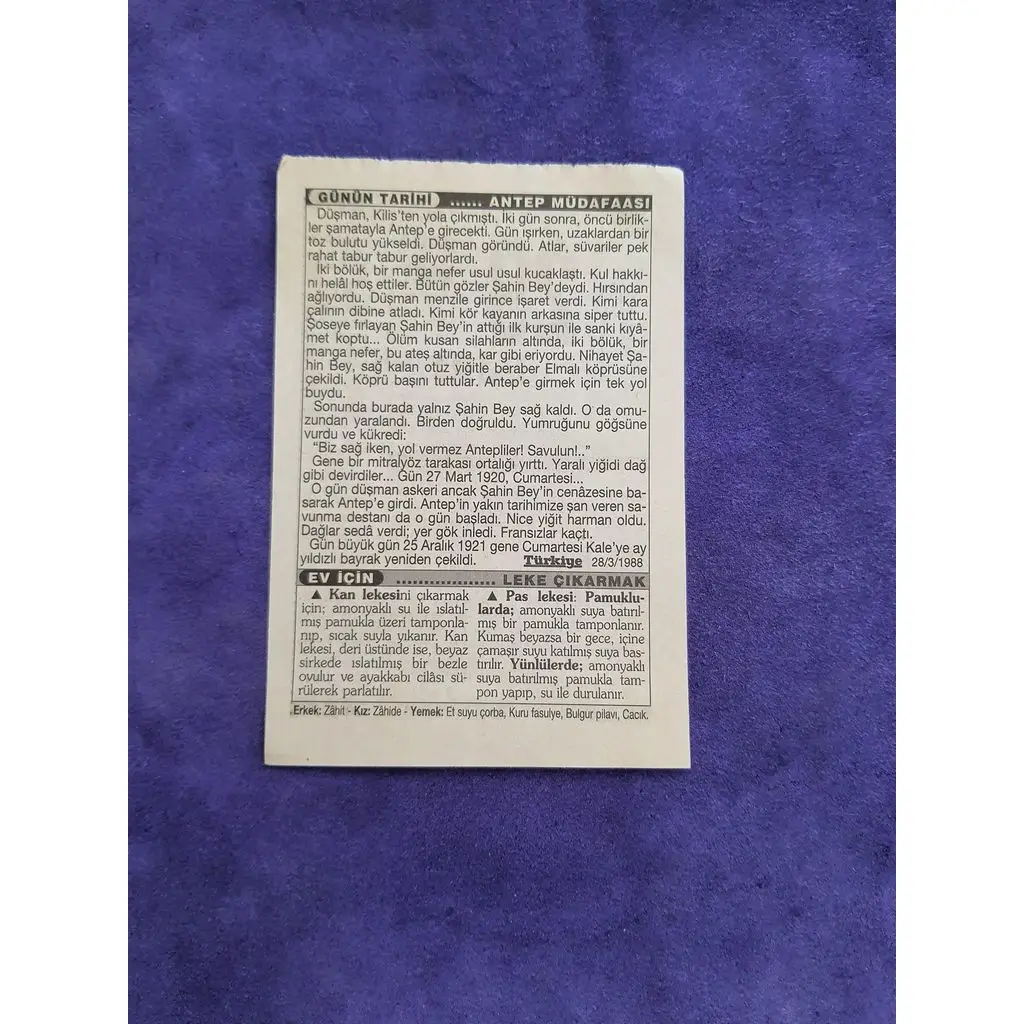 GÜNÜN TARİHİ ...... ANTEP MÜDAFAASI
Düşman, Kilis'ten yola çıkmıştı. İki gün sonra, öncü birlik-
ler şamatayla Antep'e girecekti. Gün ışırken, uzaklardan bir
toz bulutu yükseldi. Düşman göründü. Atlar, süvariler pek
rahat tabur tabur geliyorlardı.
İki bölük, bir manga nefer usul usul kucaklaştı. Kul hakkı-
nı helâl hoş ettiler. Bütün gözler Şahin Bey'deydi. Hırsından
ağlıyordu. Düşman menzile girince işaret verdi. Kimi kara
çalının dibine atladı. Kimi kör kayanın arkasına siper tuttu.
Şoseye fırlayan Şahin Bey'in attığı ilk kurşun ile sanki kıyâ-
met koptu... Ölüm kusan silahların altında, iki bölük, bir
manga nefer, bu ateş altında, kar gibi eriyordu. Nihayet Şa-
hin Bey, sağ kalan otuz yiğitle beraber Elmalı köprüsüne
çekildi. Köprü başını tuttular. Antep'e girmek için tek yol
buydu.
Sonunda burada yalnız Şahin Bey sağ kaldı. O da omu-
zundan yaralandı. Birden doğruldu. Yumruğunu göğsüne
vurdu ve kükredi:
"Biz sağ iken, yol vermez Antepliler! Savulun!.."
Gene bir mitralyöz tarakası ortalığı yırttı. Yaralı yiğidi dağ
gibi devirdiler... Gün 27 Mart 1920, Cumartesi...
O gün düşman askeri ancak Şahin Bey'in cenâzesine ba-
sarak Antep'e girdi. Antep'in yakın tarihimize şan veren sa-
vunma destanı da o gün başladı. Nice yiğit harman oldu.
Dağlar sedâ verdi; yer gök inledi. Fransızlar kaçtı.
Gün büyük gün 25 Aralık 1921 gene Cumartesi Kale'ye ay
yıldızlı bayrak yeniden çekildi. Türkiye 28/3/1988
EV İÇİN .................. LEKE ÇIKARMAK
▲ Kan lekesini çıkarmak
için; amonyaklı su ile ıslatıl-
mış pamukla üzeri tamponla-
nıp, sıcak suyla yıkanır. Kan
lekesi, deri üstünde ise, beyaz
sirkede ıslatılmış bir bezle
ovulur ve ayakkabı cilâsı sü-
rülerek parlatılır.
▲ Pas lekesi: Pamuklu-
larda; amonyaklı suya batırıl-
mış bir pamukla tamponlanır.
Kumaş beyazsa bir gece, içine
çamaşır suyu katılmış suya bas-
tırılır. Yünlülerde; amonyaklı
suya batırılmış pamukla tam-
pon yapıp, su ile durulanır.
Erkek: Zâhit - Kız: Zâhide - Yemek: Et suyu çorba, Kuru fasulye, Bulgur pilavı, Cacık.